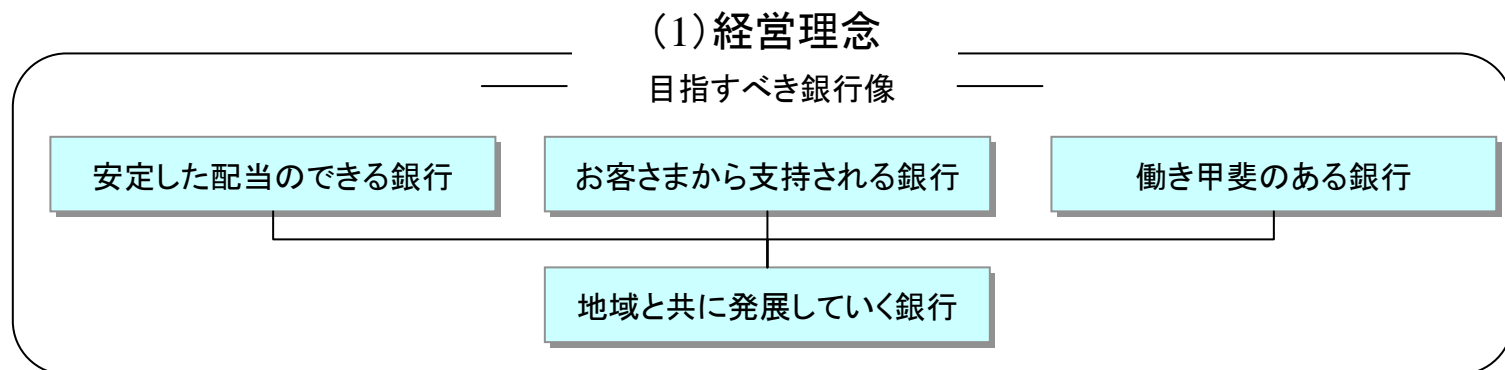 (1)経営理念
目指すべき銀行像
安定した配当のできる銀行
お客さまから支持される銀行
働き甲斐のある銀行
地域と共に発展していく銀行